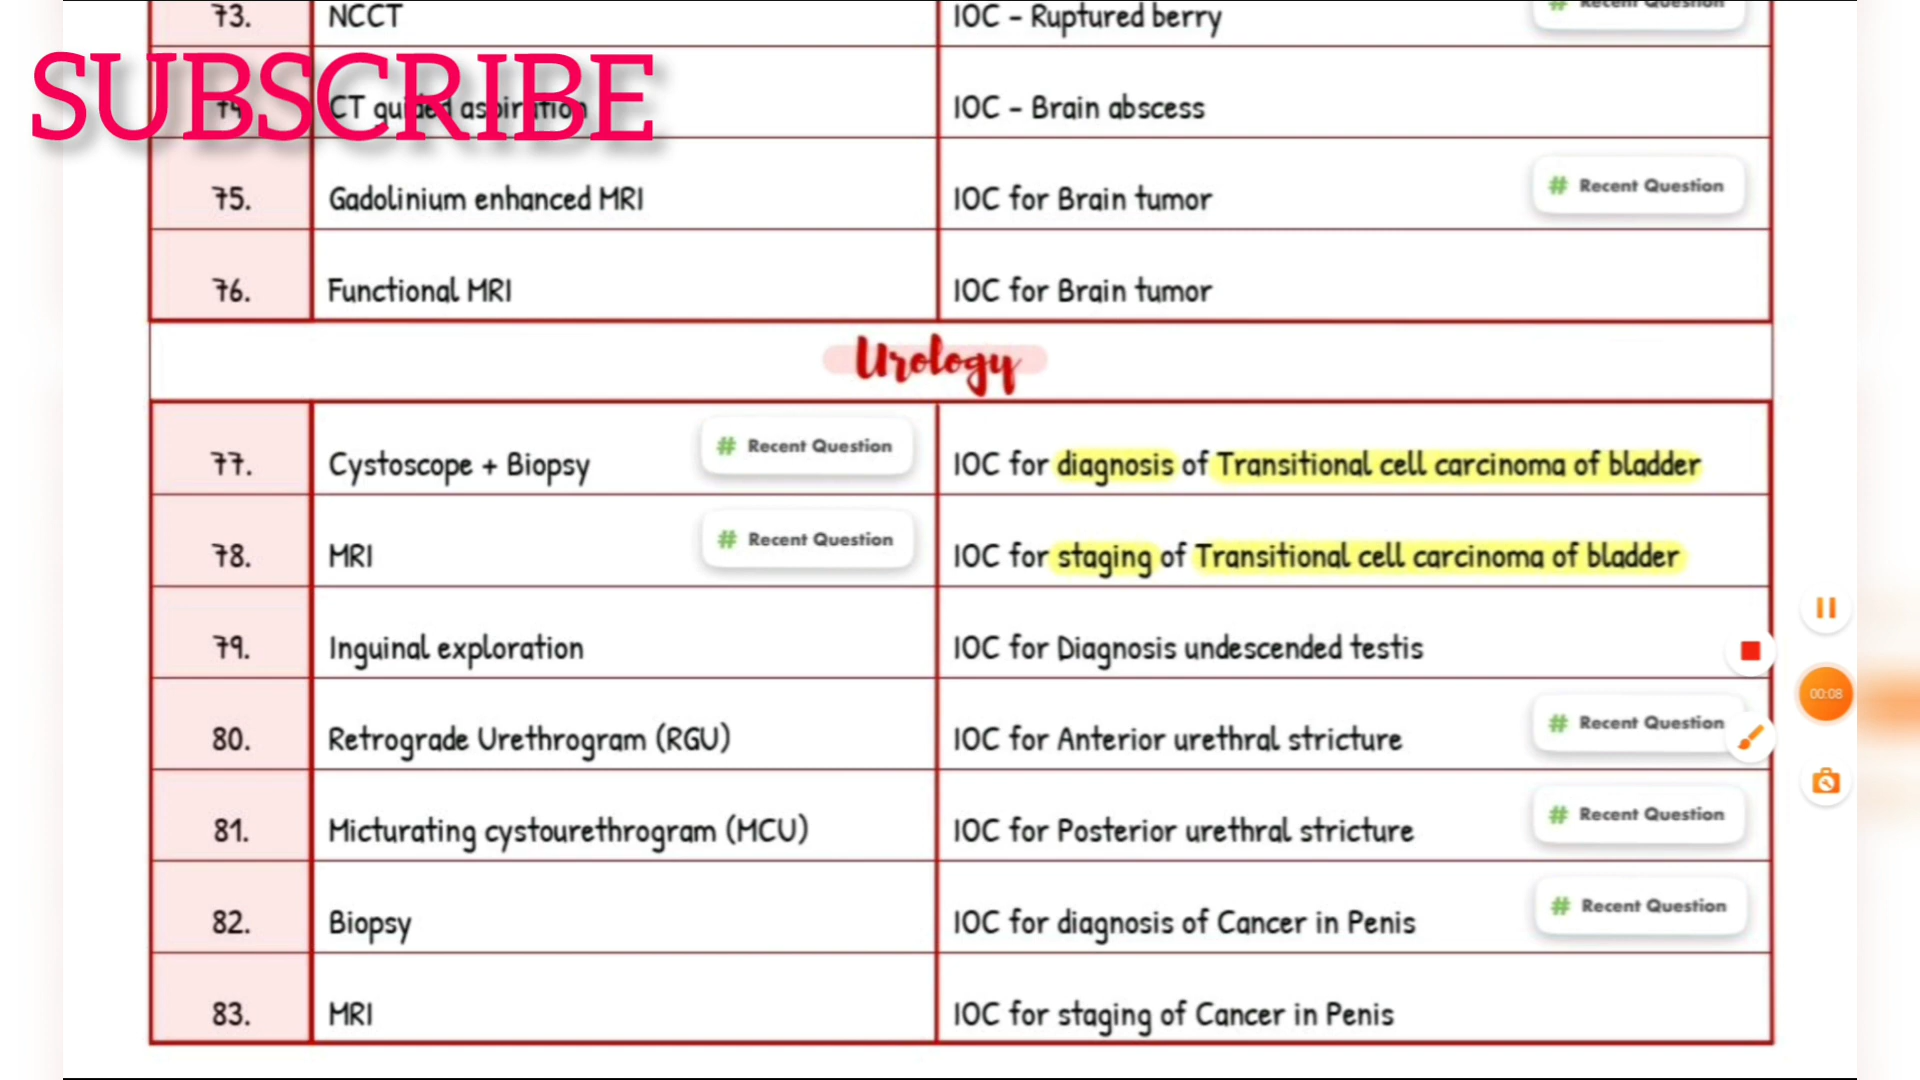 73. NCCT IOC - Ruptured berry # Recent Question
SUBSCRIBE
74. CT guided aspiration IOC - Brain abscess
75. Gadolinium enhanced MRI IOC for Brain tumor # Recent Question
76. Functional MRI IOC for Brain tumor
Urology
77. Cystoscope + Biopsy # Recent Question IOC for diagnosis of Transitional cell carcinoma of bladder
78. MRI # Recent Question IOC for staging of Transitional cell carcinoma of bladder
79. Inguinal exploration IOC for Diagnosis undescended testis
80. Retrograde Urethrogram (RGU) IOC for Anterior urethral stricture # Recent Question
00:08
81. Micturating cystourethrogram (MCU) IOC for Posterior urethral stricture # Recent Question
82. Biopsy IOC for diagnosis of Cancer in Penis # Recent Question
83. MRI IOC for staging of Cancer in Penis